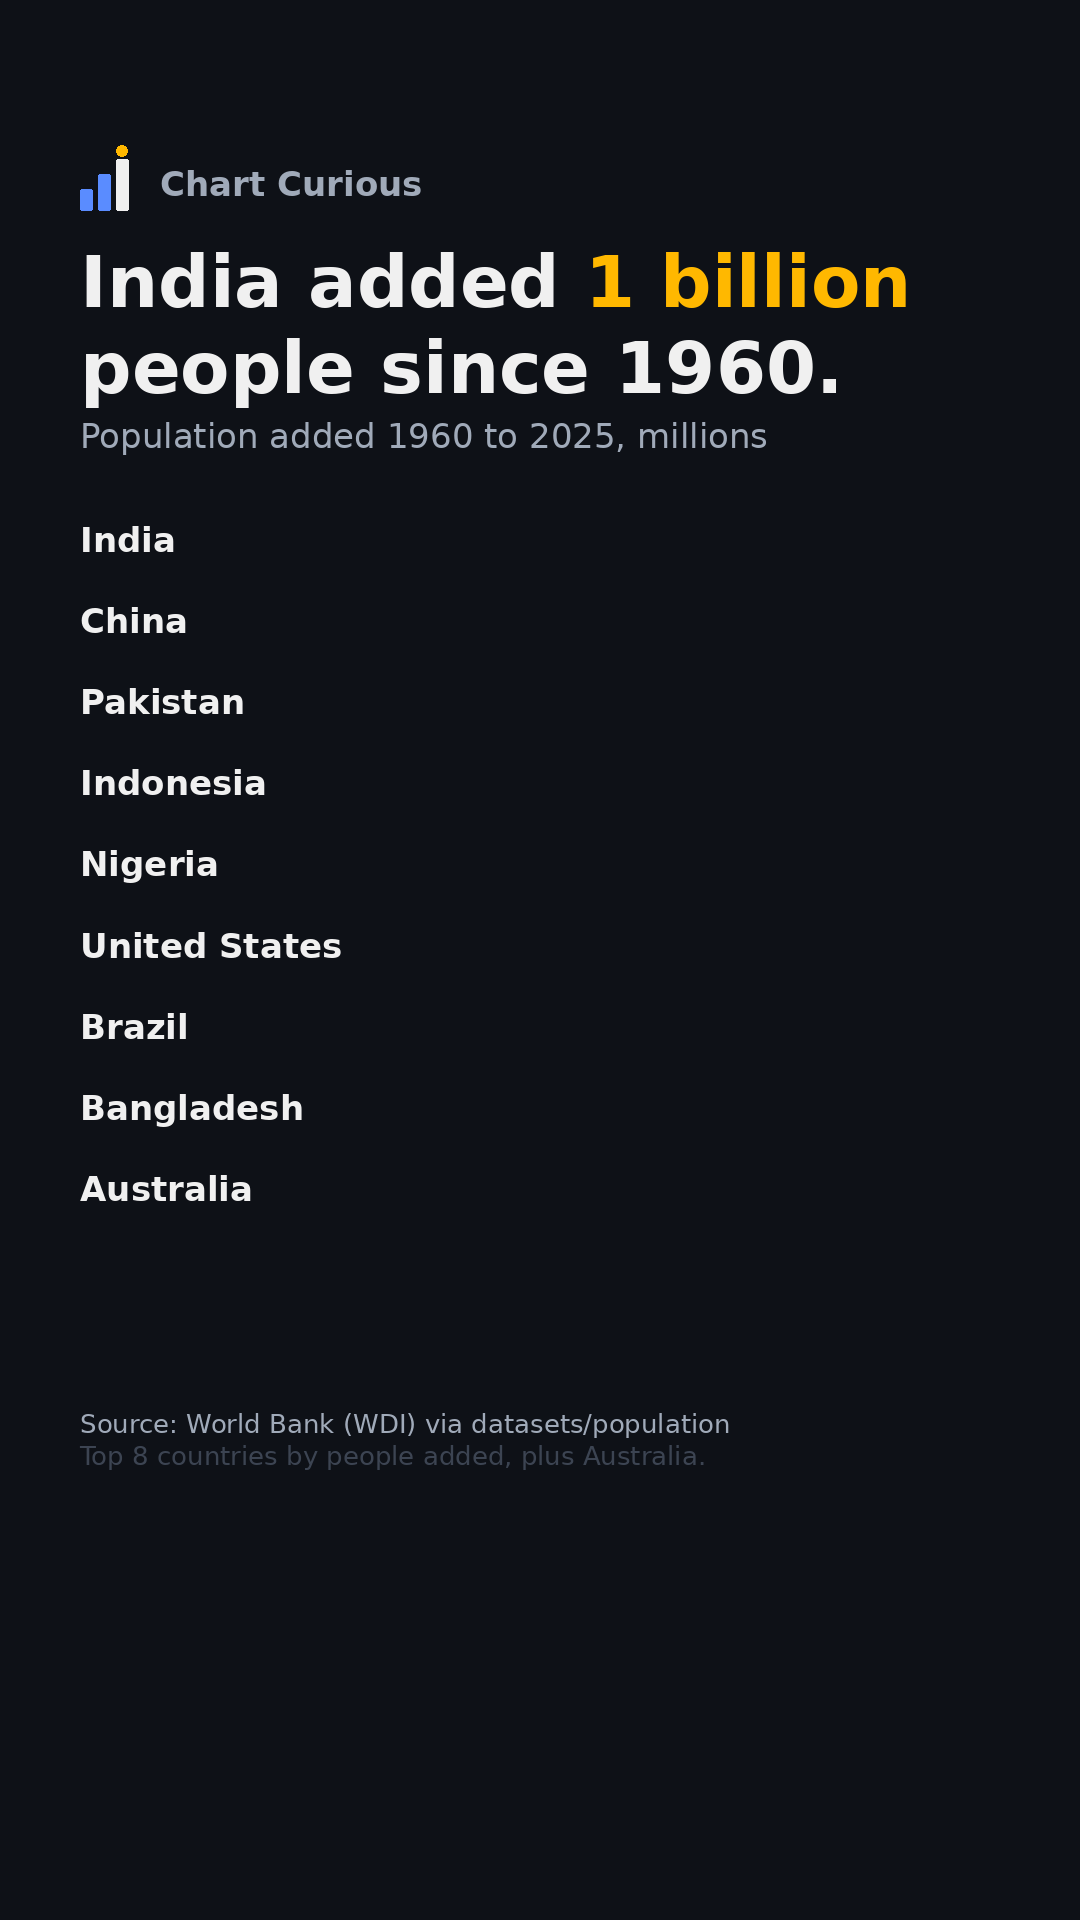 Chart Curious
India added 1 billion
people since 1960.
Population added 1960 to 2025, millions
India
China
Pakistan
Indonesia
Nigeria
United States
Brazil
Bangladesh
Australia
Source: World Bank (WDI) via datasets/population
Top 8 countries by people added, plus Australia.